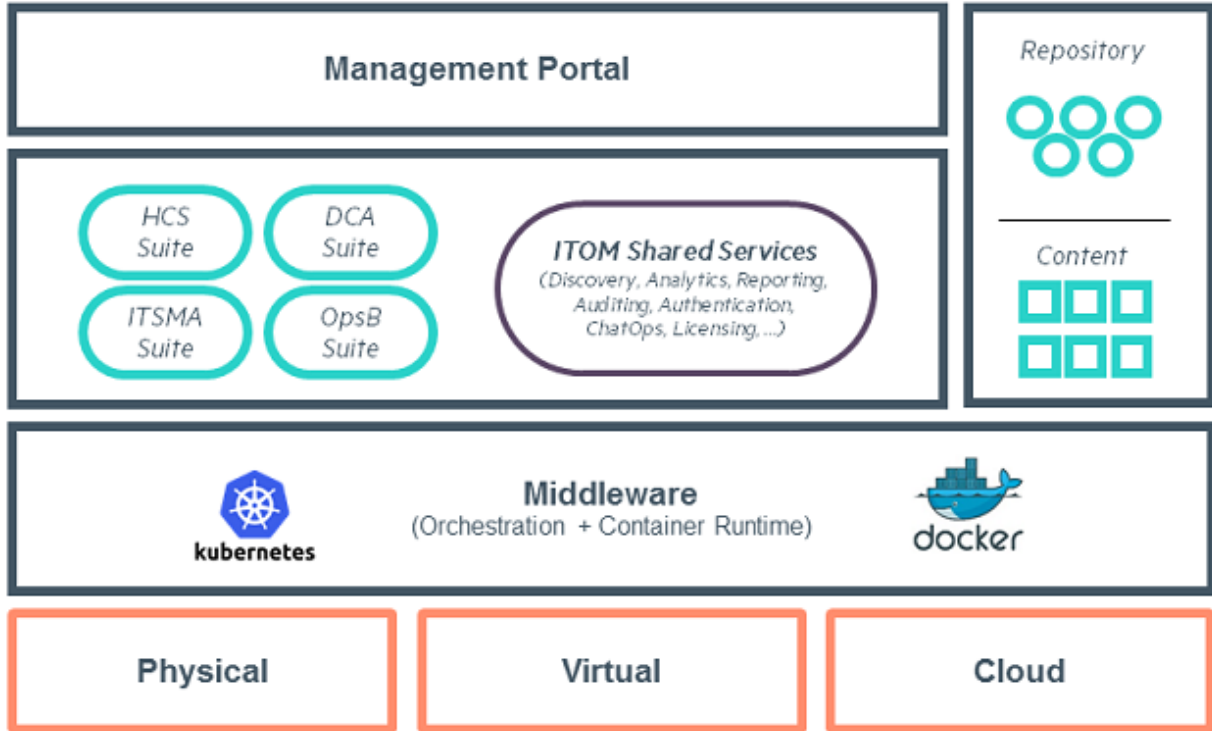 Management Portal
Repository
HCS
Suite
DCA
Suite
ITSMA
Suite
OpsB
Suite
ITOM Shared Services
(Discovery, Analytics, Reporting,
Auditing, Authentication,
ChatOps, Licensing, ...)
Content
kubernetes
Middleware
(Orchestration + Container Runtime)
docker
Physical
Virtual
Cloud